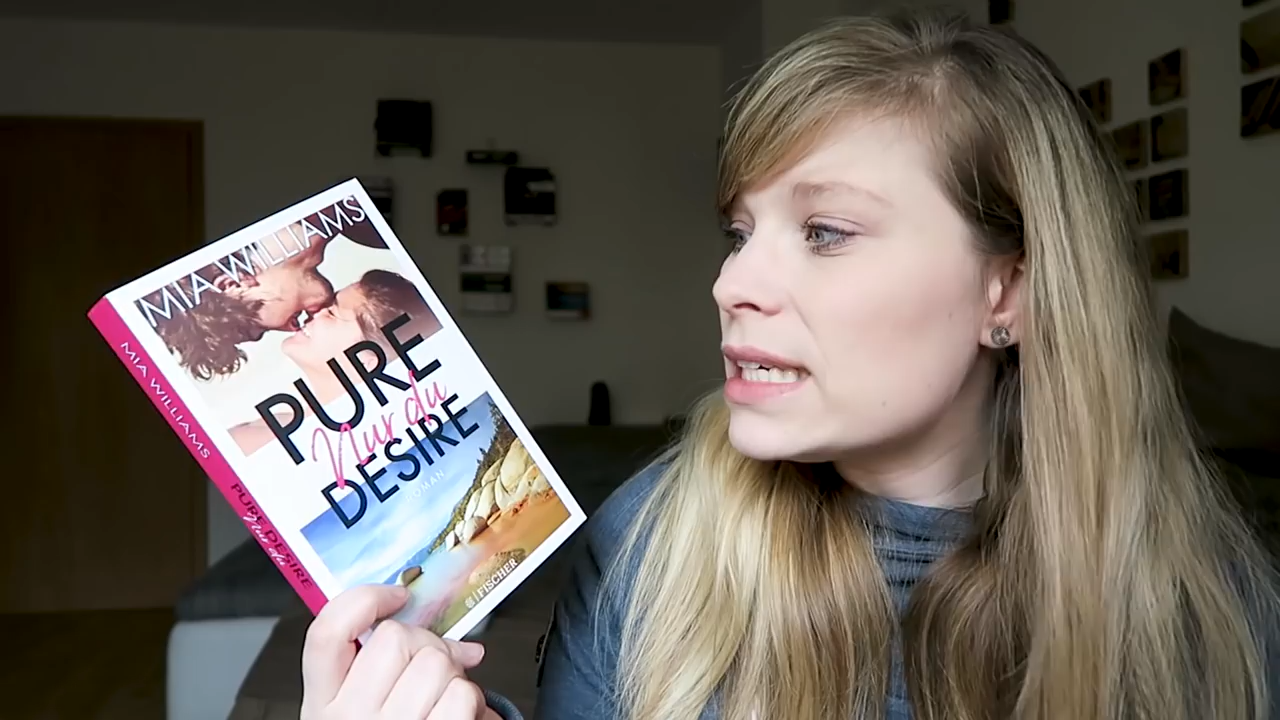 MIA WILLIAMS
PURE
Nur du
DESIRE
ROMAN
FISCHER
MIA WILLIAMS
PURE DESIRE
Nur du